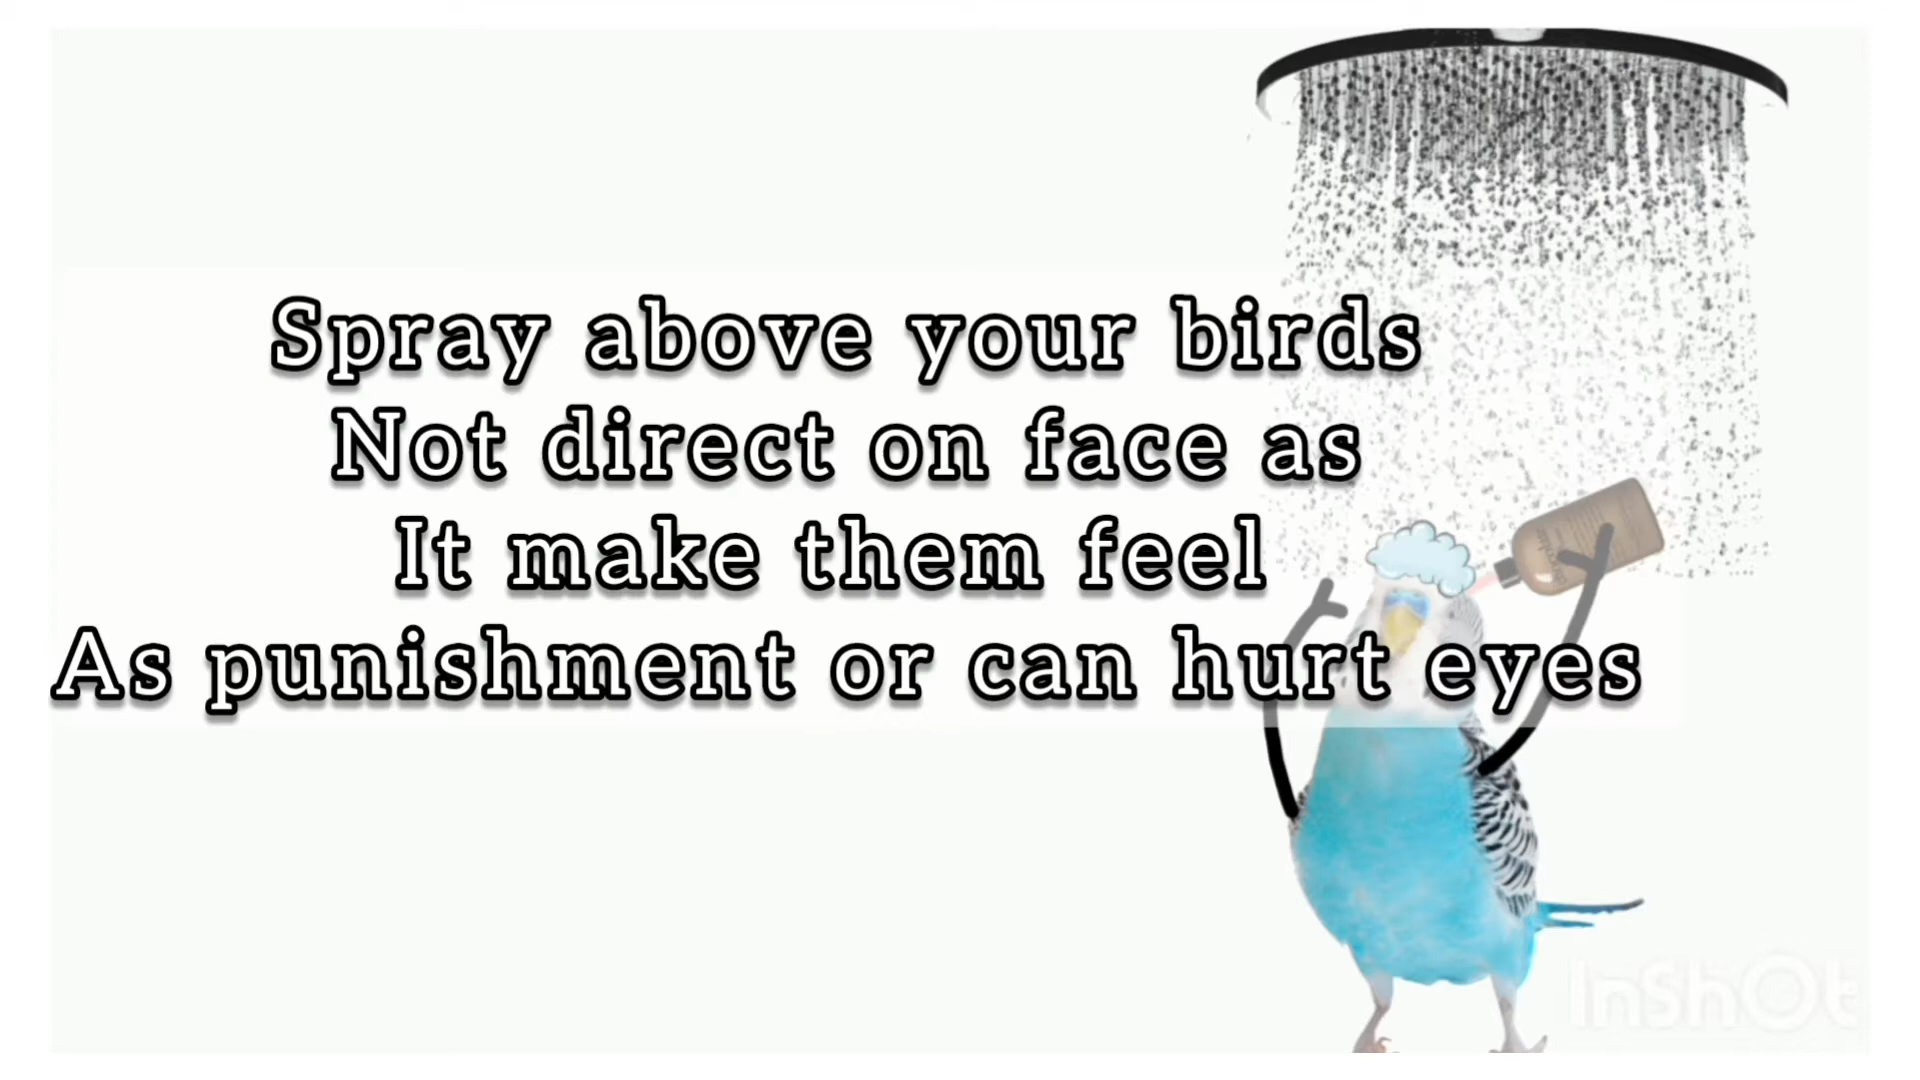 Spray above your birds
Not direct on face as
It make them feel
As punishment or can hurt eyes
InShOt